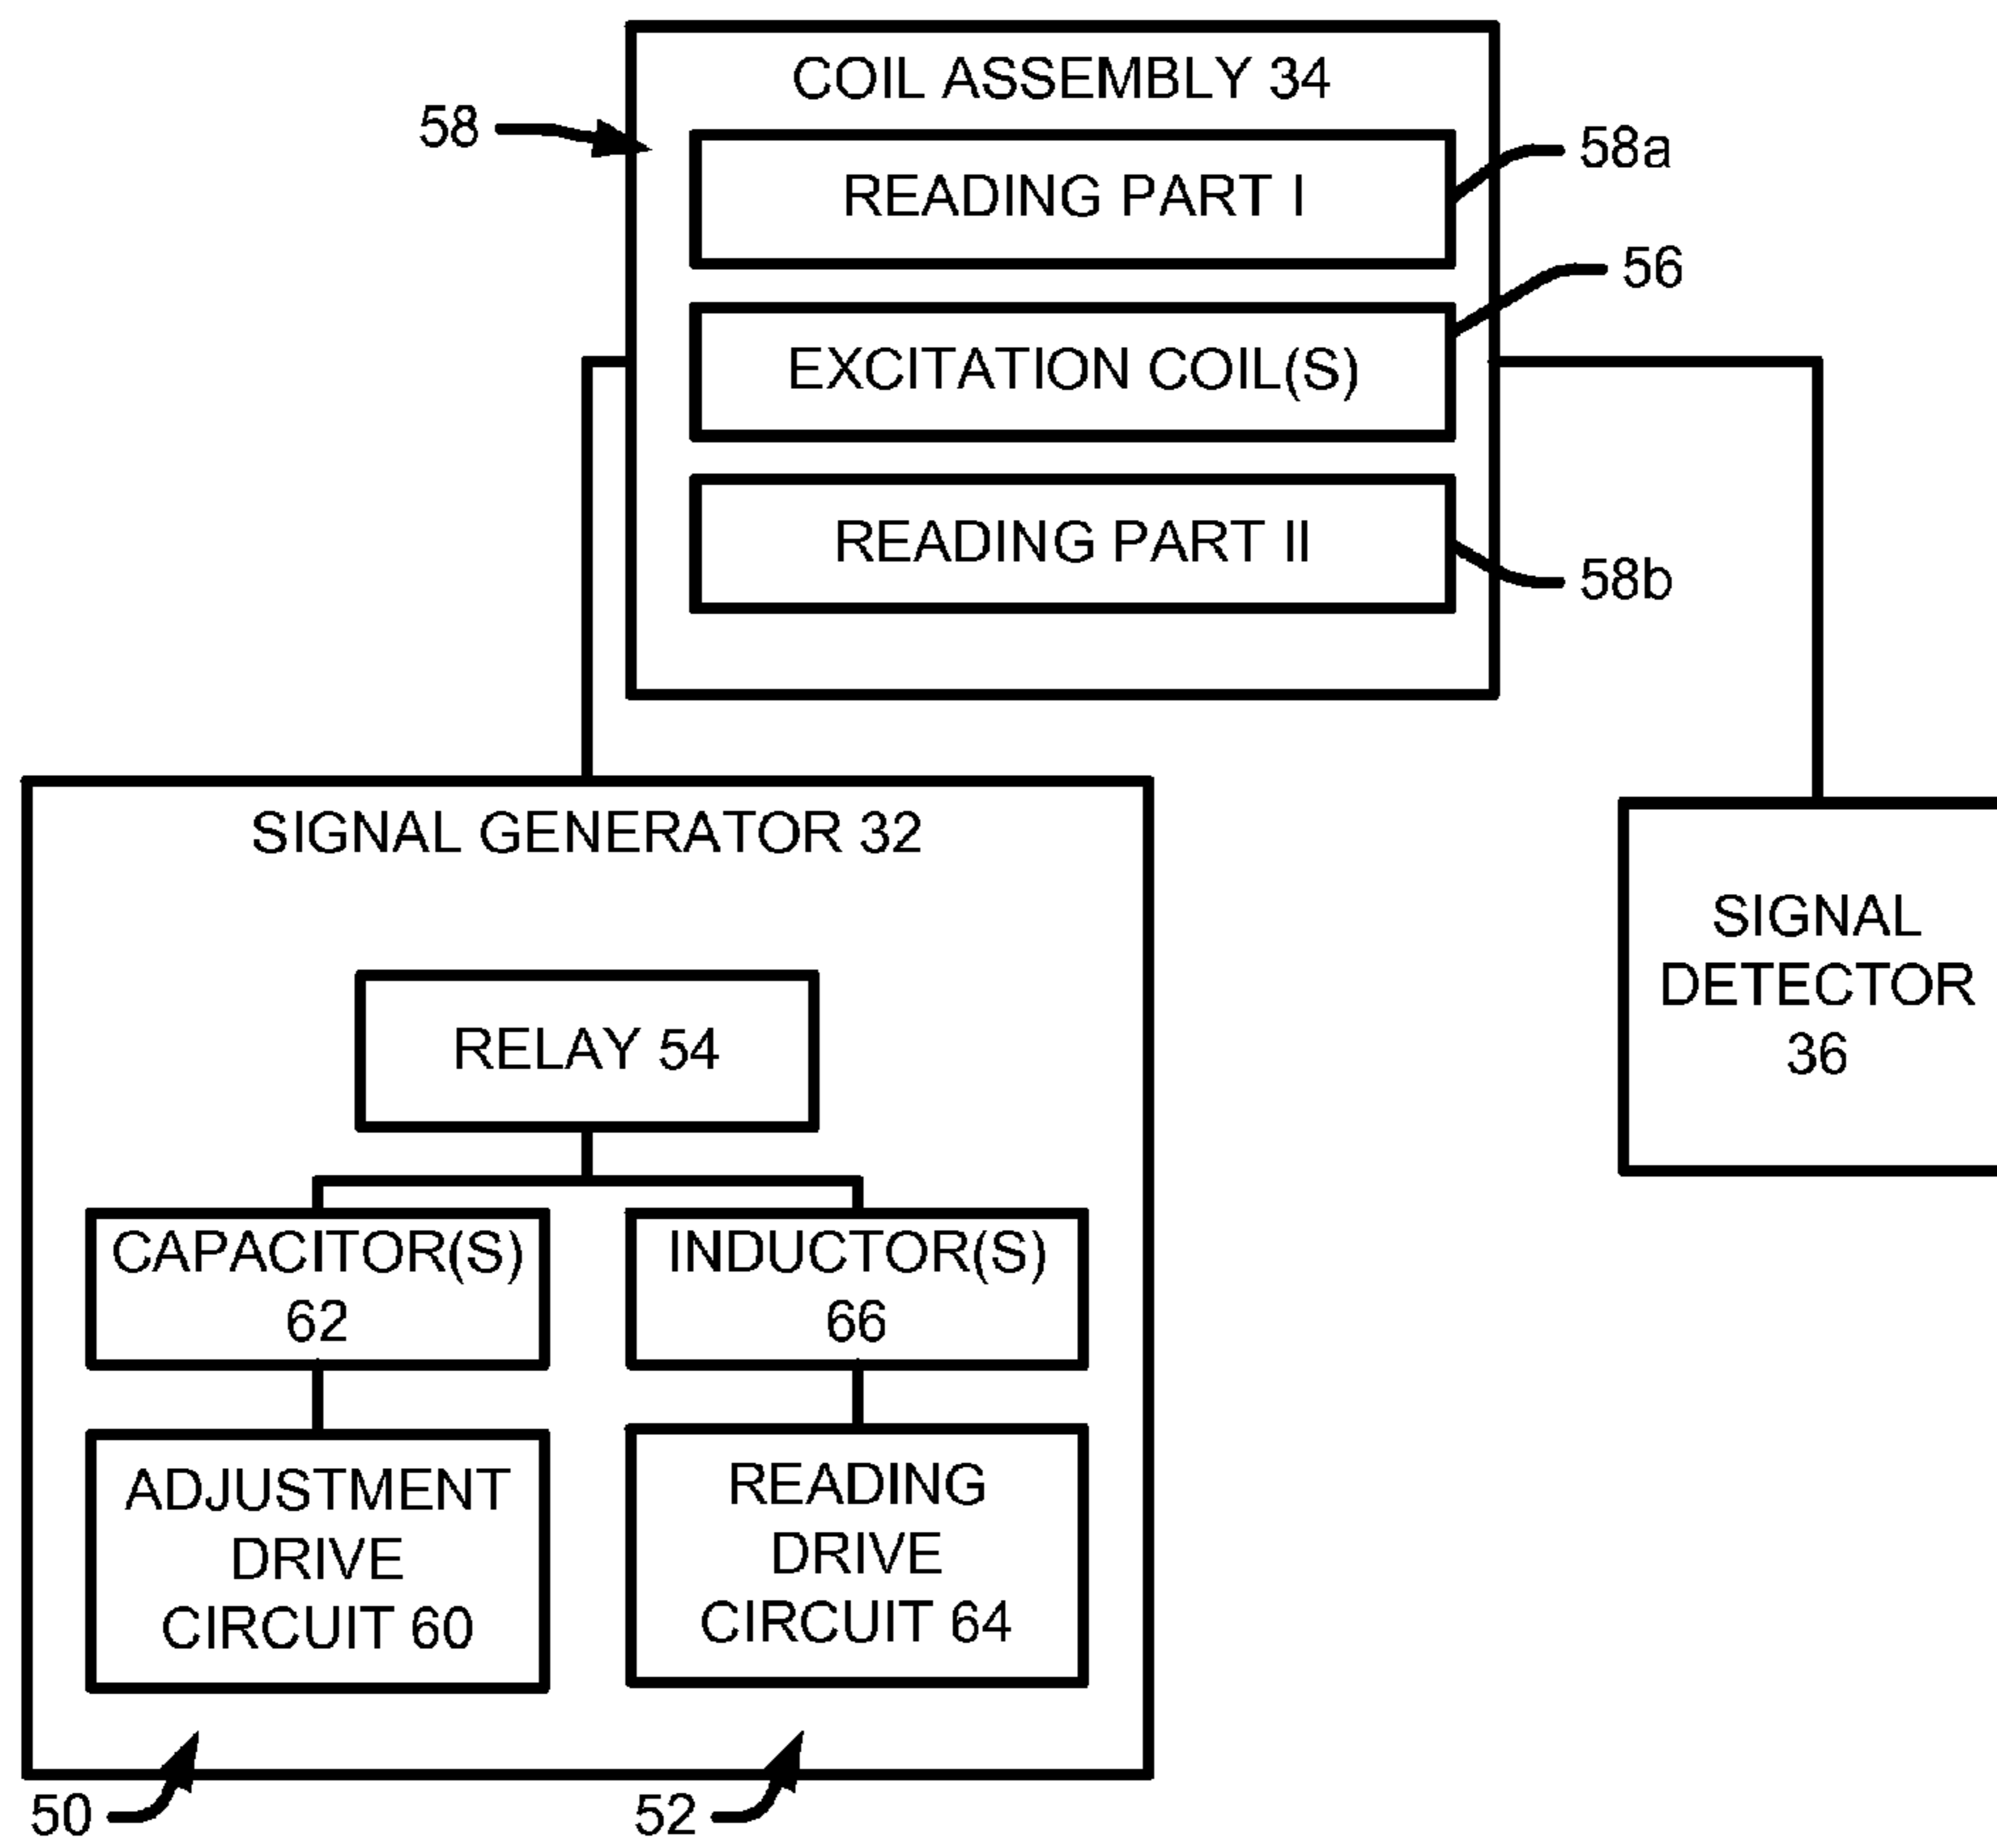 COIL ASSEMBLY 34
58
READING PART I
58a
EXCITATION COIL(S)
56
READING PART II
58b
SIGNAL GENERATOR 32
RELAY 54
CAPACITOR(S)
62
INDUCTOR(S)
66
ADJUSTMENT
DRIVE
CIRCUIT 60
READING
DRIVE
CIRCUIT 64
50
52
SIGNAL
DETECTOR
36